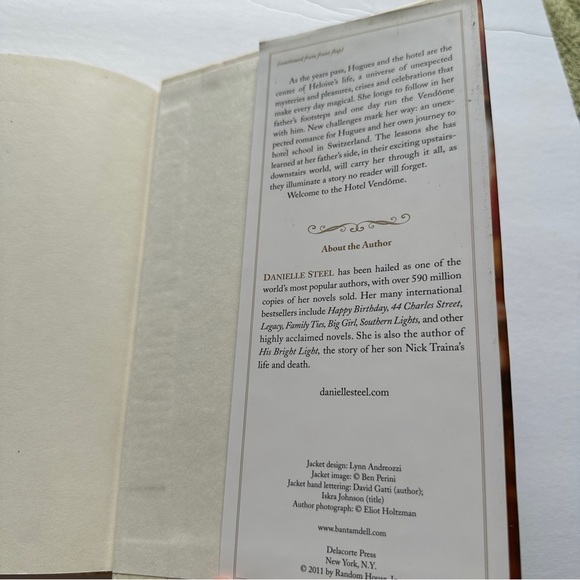 (continued from front flap)
As the years pass, Hugues and the hotel are the
center of Heloise's life, a universe of unexpected
mysteries and pleasures, crises and celebrations that
make every day magical. She longs to follow in her
father's footsteps and one day run the Vendôme
with him. New challenges mark her way: an unex-
pected romance for Hugues and her own journey to
hotel school in Switzerland. The lessons she has
learned at her father's side, in their exciting upstairs-
downstairs world, will carry her through it all, as
they illuminate a story no reader will forget.
Welcome to the Hotel Vendôme.
About the Author
DANIELLE STEEL has been hailed as one of the
world's most popular authors, with over 590 million
copies of her novels sold. Her many international
bestsellers include Happy Birthday, 44 Charles Street,
Legacy, Family Ties, Big Girl, Southern Lights, and other
highly acclaimed novels. She is also the author of
His Bright Light, the story of her son Nick Traina's
life and death.
daniellesteel.com
Jacket design: Lynn Andreozzi
Jacket image: © Ben Perini
Jacket hand lettering: David Gatti (author);
Iskra Johnson (title)
Author photograph: © Eliot Holtzman
www.bantamdell.com
Delacorte Press
New York, N.Y.
© 2011 by Random House,